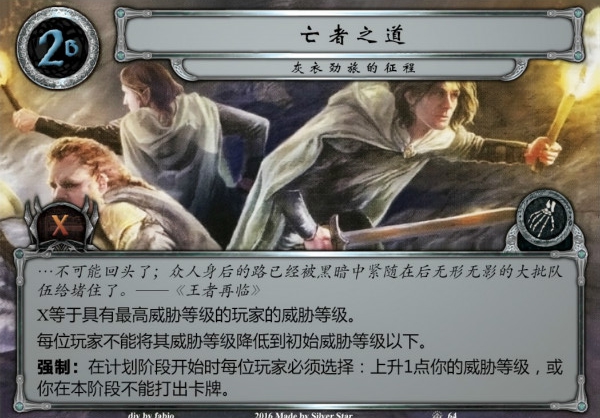 2B
亡者之道
灰衣劲旅的征程
X
…不可能回头了；众人身后的路已经被黑暗中紧随在后无形无影的大批队
伍给堵住了。——《王者再临》
X等于具有最高威胁等级的玩家的威胁等级。
每位玩家不能将其威胁等级降低到初始威胁等级以下。
强制：在计划阶段开始时每位玩家必须选择：上升1点你的威胁等级，或
你在本阶段不能打出卡牌。
diy by fabio 2016 Made by Silver Star 64